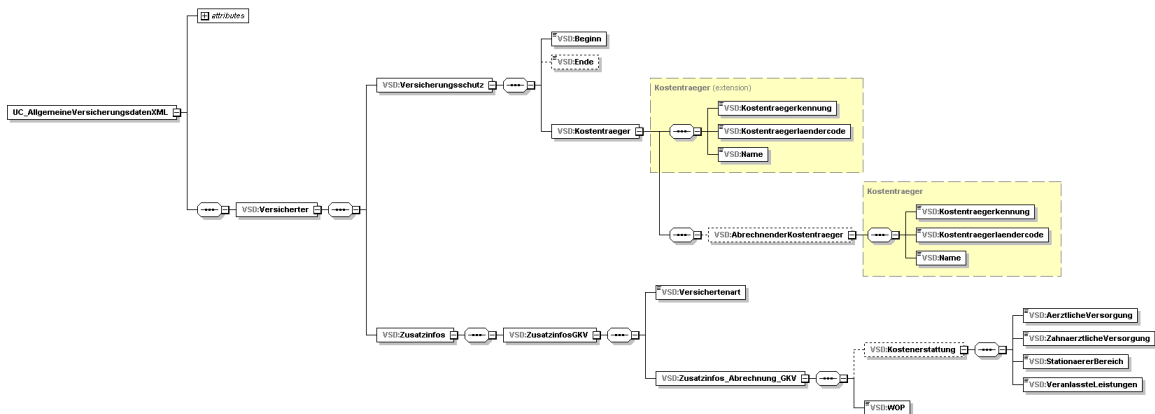 attributes
UC_AllgemeineVersicherungsdatenXML
VSD:Versicherter
VSD:Versicherungsschutz
VSD:Beginn
VSD:Ende
VSD:Kostentraeger
Kostentraeger (extension)
VSD:Kostentraegerkennung
VSD:Kostentraegerlaendercode
VSD:Name
VSD:AbrechnenderKostentraeger
Kostentraeger
VSD:Kostentraegerkennung
VSD:Kostentraegerlaendercode
VSD:Name
VSD:Zusatzinfos
VSD:ZusatzinfosGKV
VSD:Versichertenart
VSD:Zusatzinfos_Abrechnung_GKV
VSD:Kostenerstattung
VSD:AerztlicheVersorgung
VSD:ZahnaerztlicheVersorgung
VSD:StationaererBereich
VSD:VeranlassteLeistungen
VSD:WOP